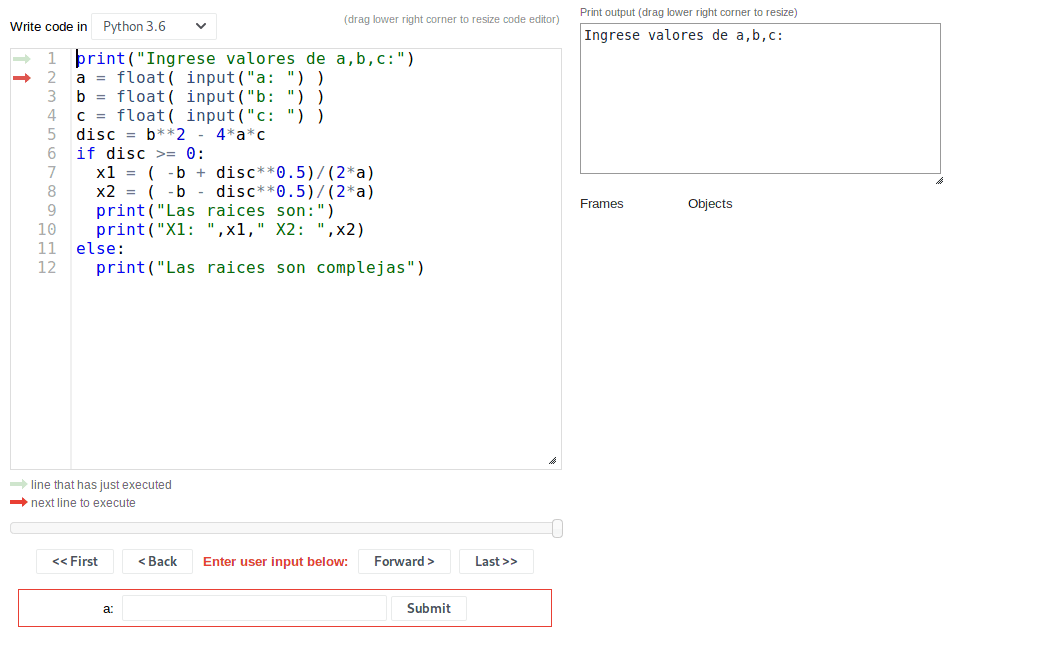 Write code in Python 3.6
(drag lower right corner to resize code editor)
1 print("Ingrese valores de a,b,c:")
2 a = float( input("a: ") )
3 b = float( input("b: ") )
4 c = float( input("c: ") )
5 disc = b**2 - 4*a*c
6 if disc >= 0:
7   x1 = ( -b + disc**0.5)/(2*a)
8   x2 = ( -b - disc**0.5)/(2*a)
9   print("Las raices son:")
10   print("X1: ",x1," X2: ",x2)
11 else:
12   print("Las raices son complejas")
line that has just executed
next line to execute
<< First < Back Enter user input below: Forward > Last >>
a: Submit
Print output (drag lower right corner to resize)
Ingrese valores de a,b,c:
Frames Objects